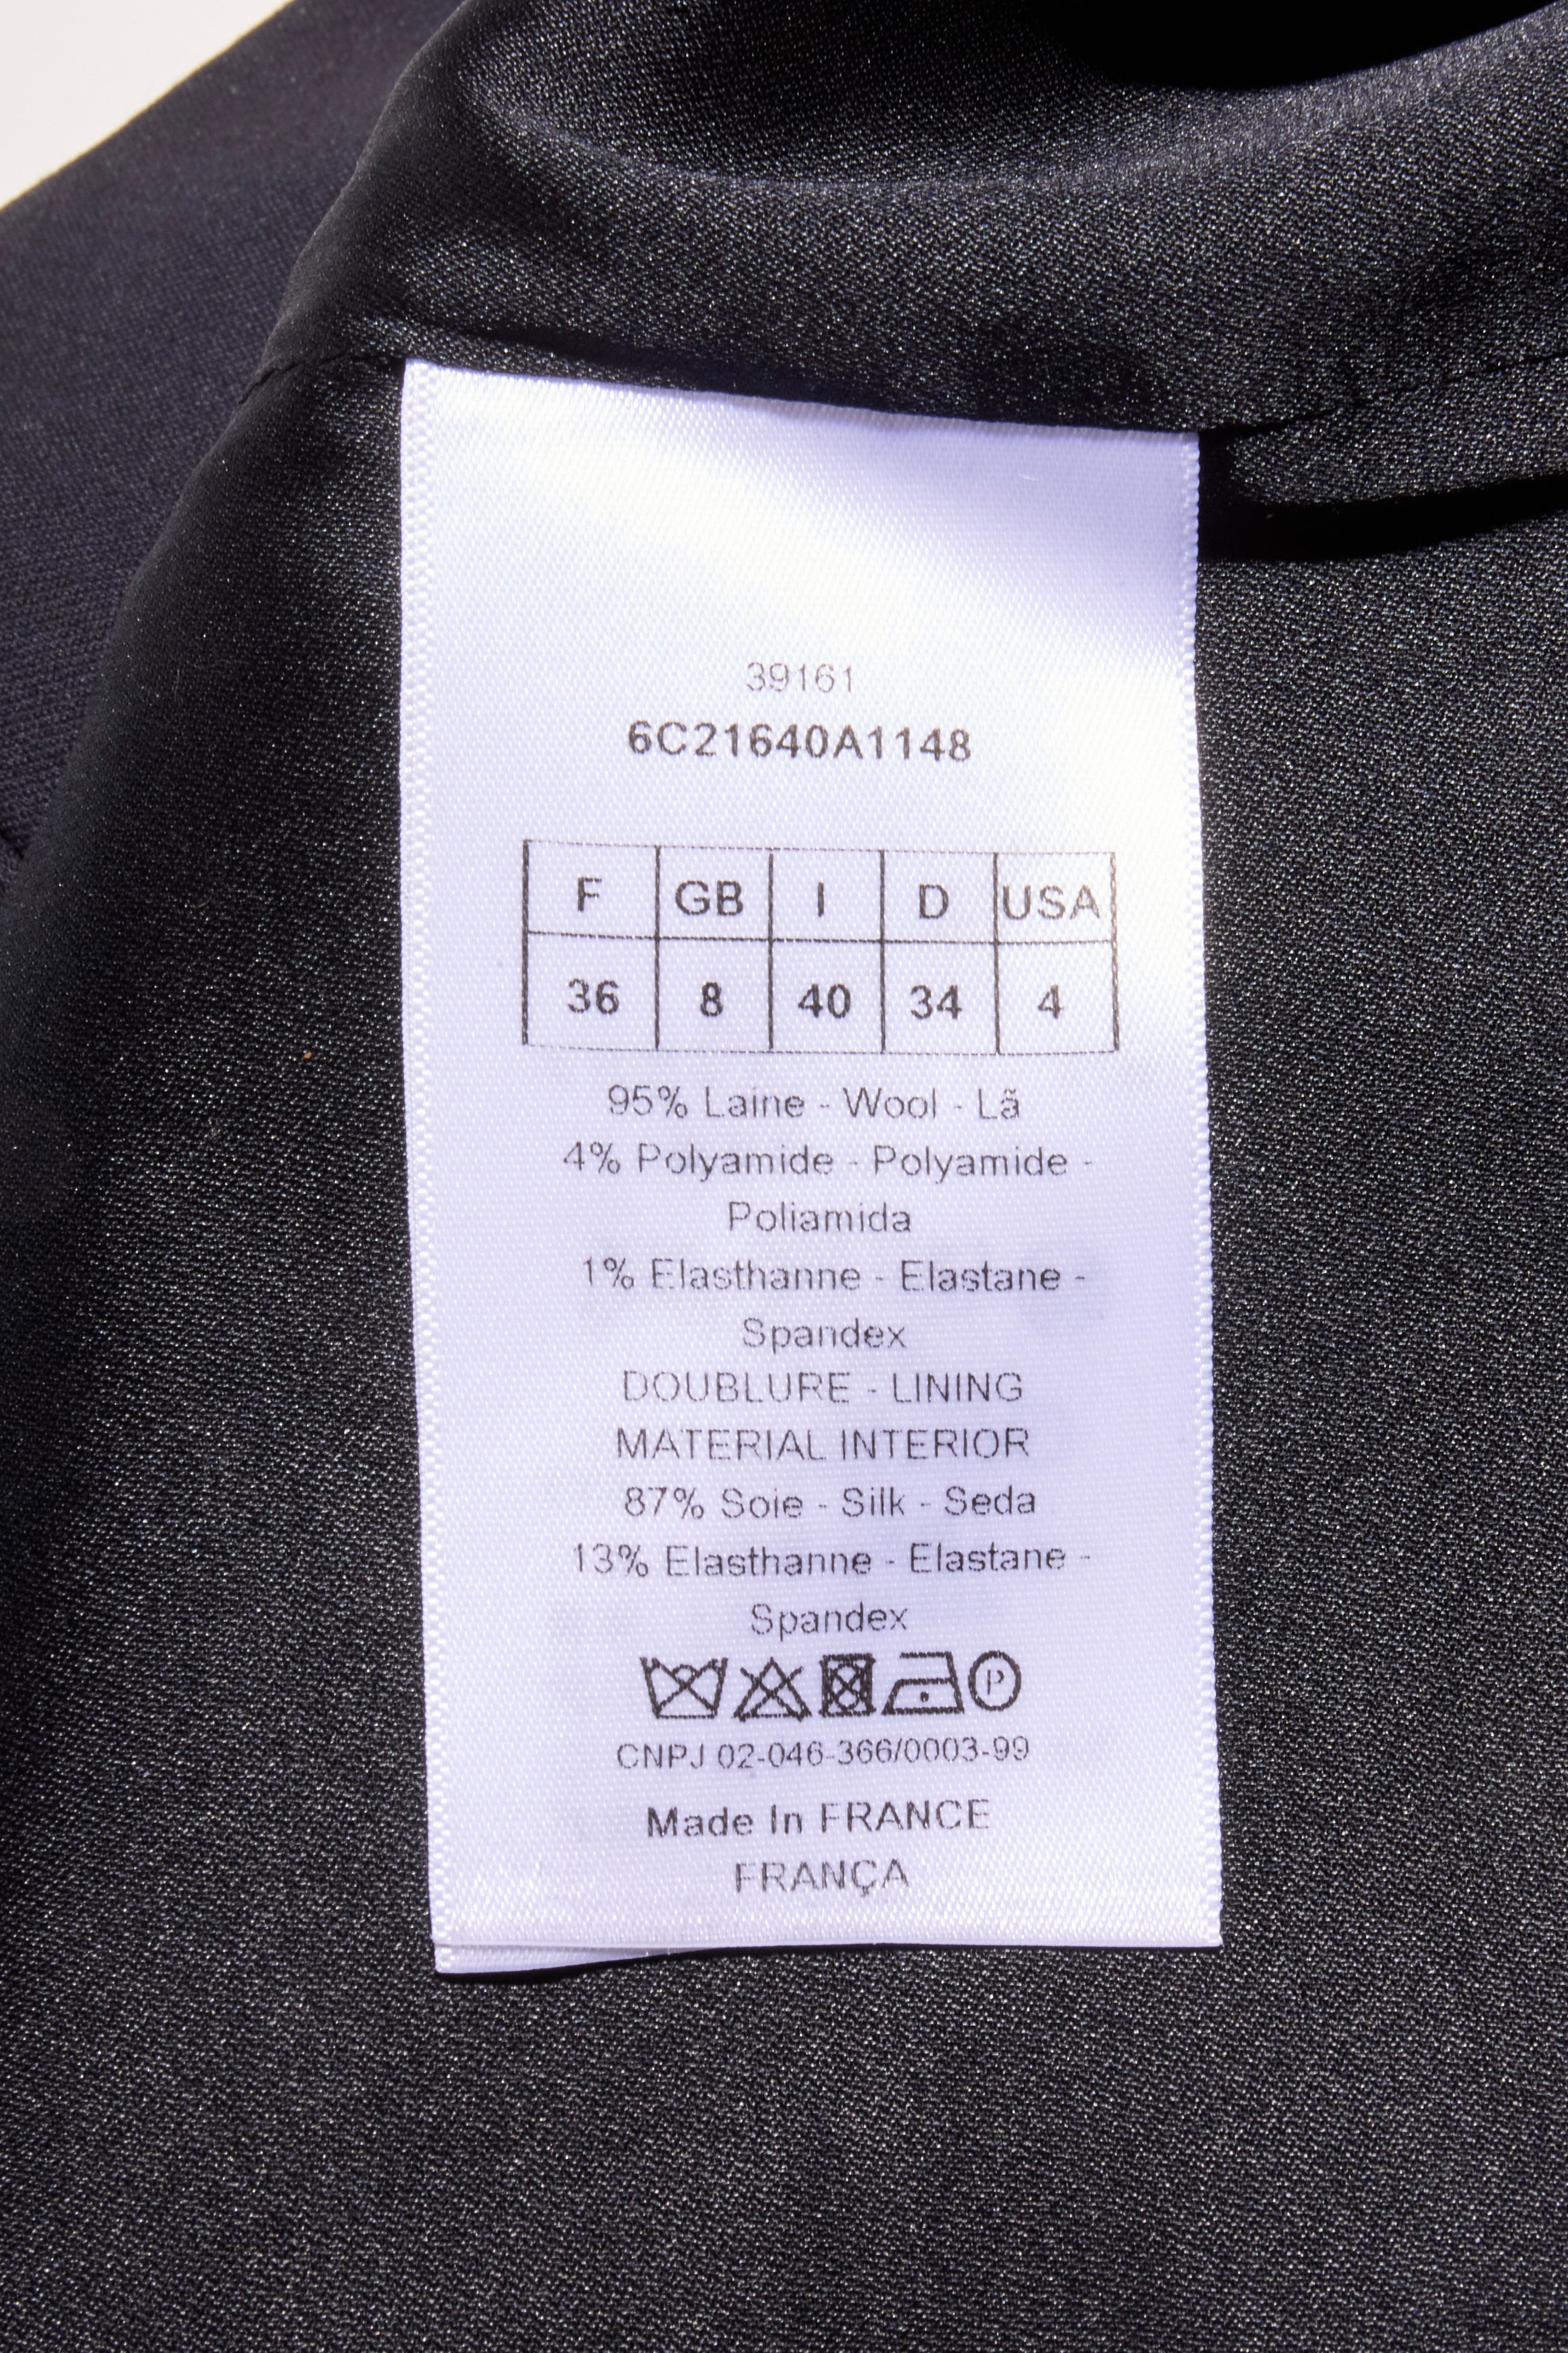 39161
6C21640A1148
F GB I D USA
36 8 40 34 4
95% Laine - Wool - Lã
4% Polyamide - Polyamide -
Poliamida
1% Elasthanne - Elastane -
Spandex
DOUBLURE - LINING
MATERIAL INTERIOR
87% Soie - Silk - Seda
13% Elasthanne - Elastane -
Spandex
P
CNPJ 02-046-366/0003-99
Made In FRANCE
FRANÇA